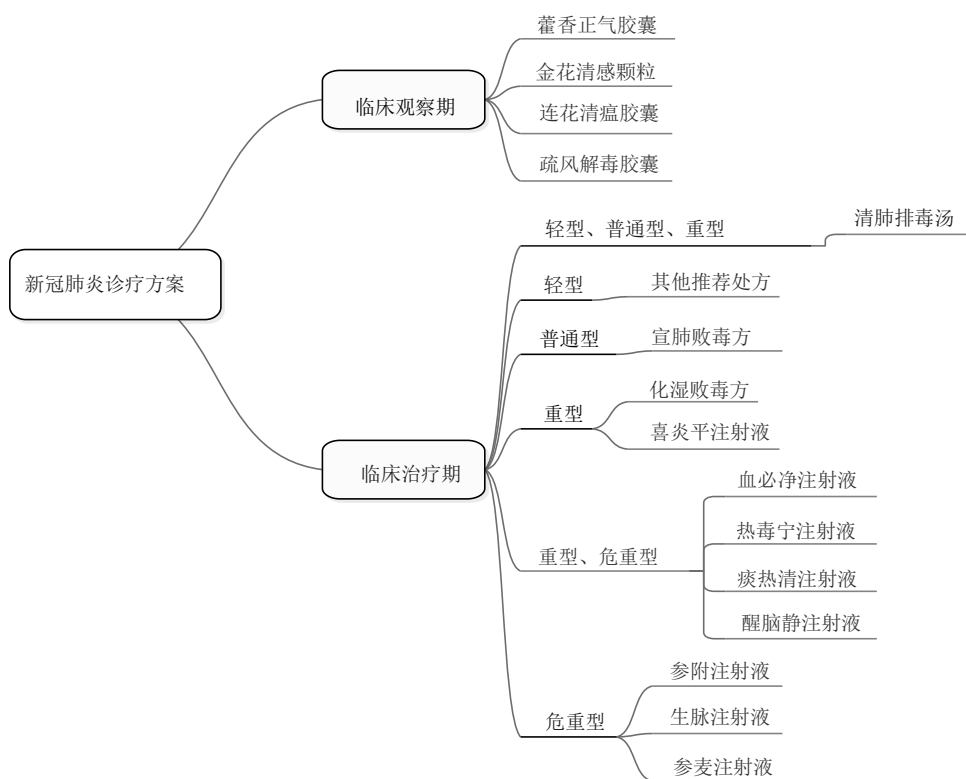 新冠肺炎诊疗方案
临床观察期
藿香正气胶囊
金花清感颗粒
连花清瘟胶囊
疏风解毒胶囊
临床治疗期
轻型、普通型、重型
清肺排毒汤
轻型
其他推荐处方
普通型
宣肺败毒方
重型
化湿败毒方
喜炎平注射液
重型、危重型
血必净注射液
热毒宁注射液
痰热清注射液
醒脑静注射液
危重型
参附注射液
生脉注射液
参麦注射液